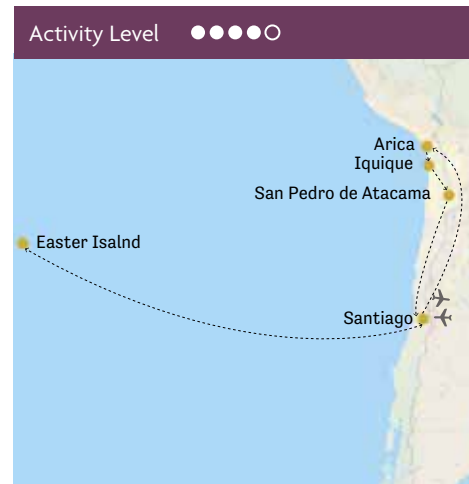 Activity Level
Arica
Iquique
San Pedro de Atacama
Easter Isalnd
Santiago